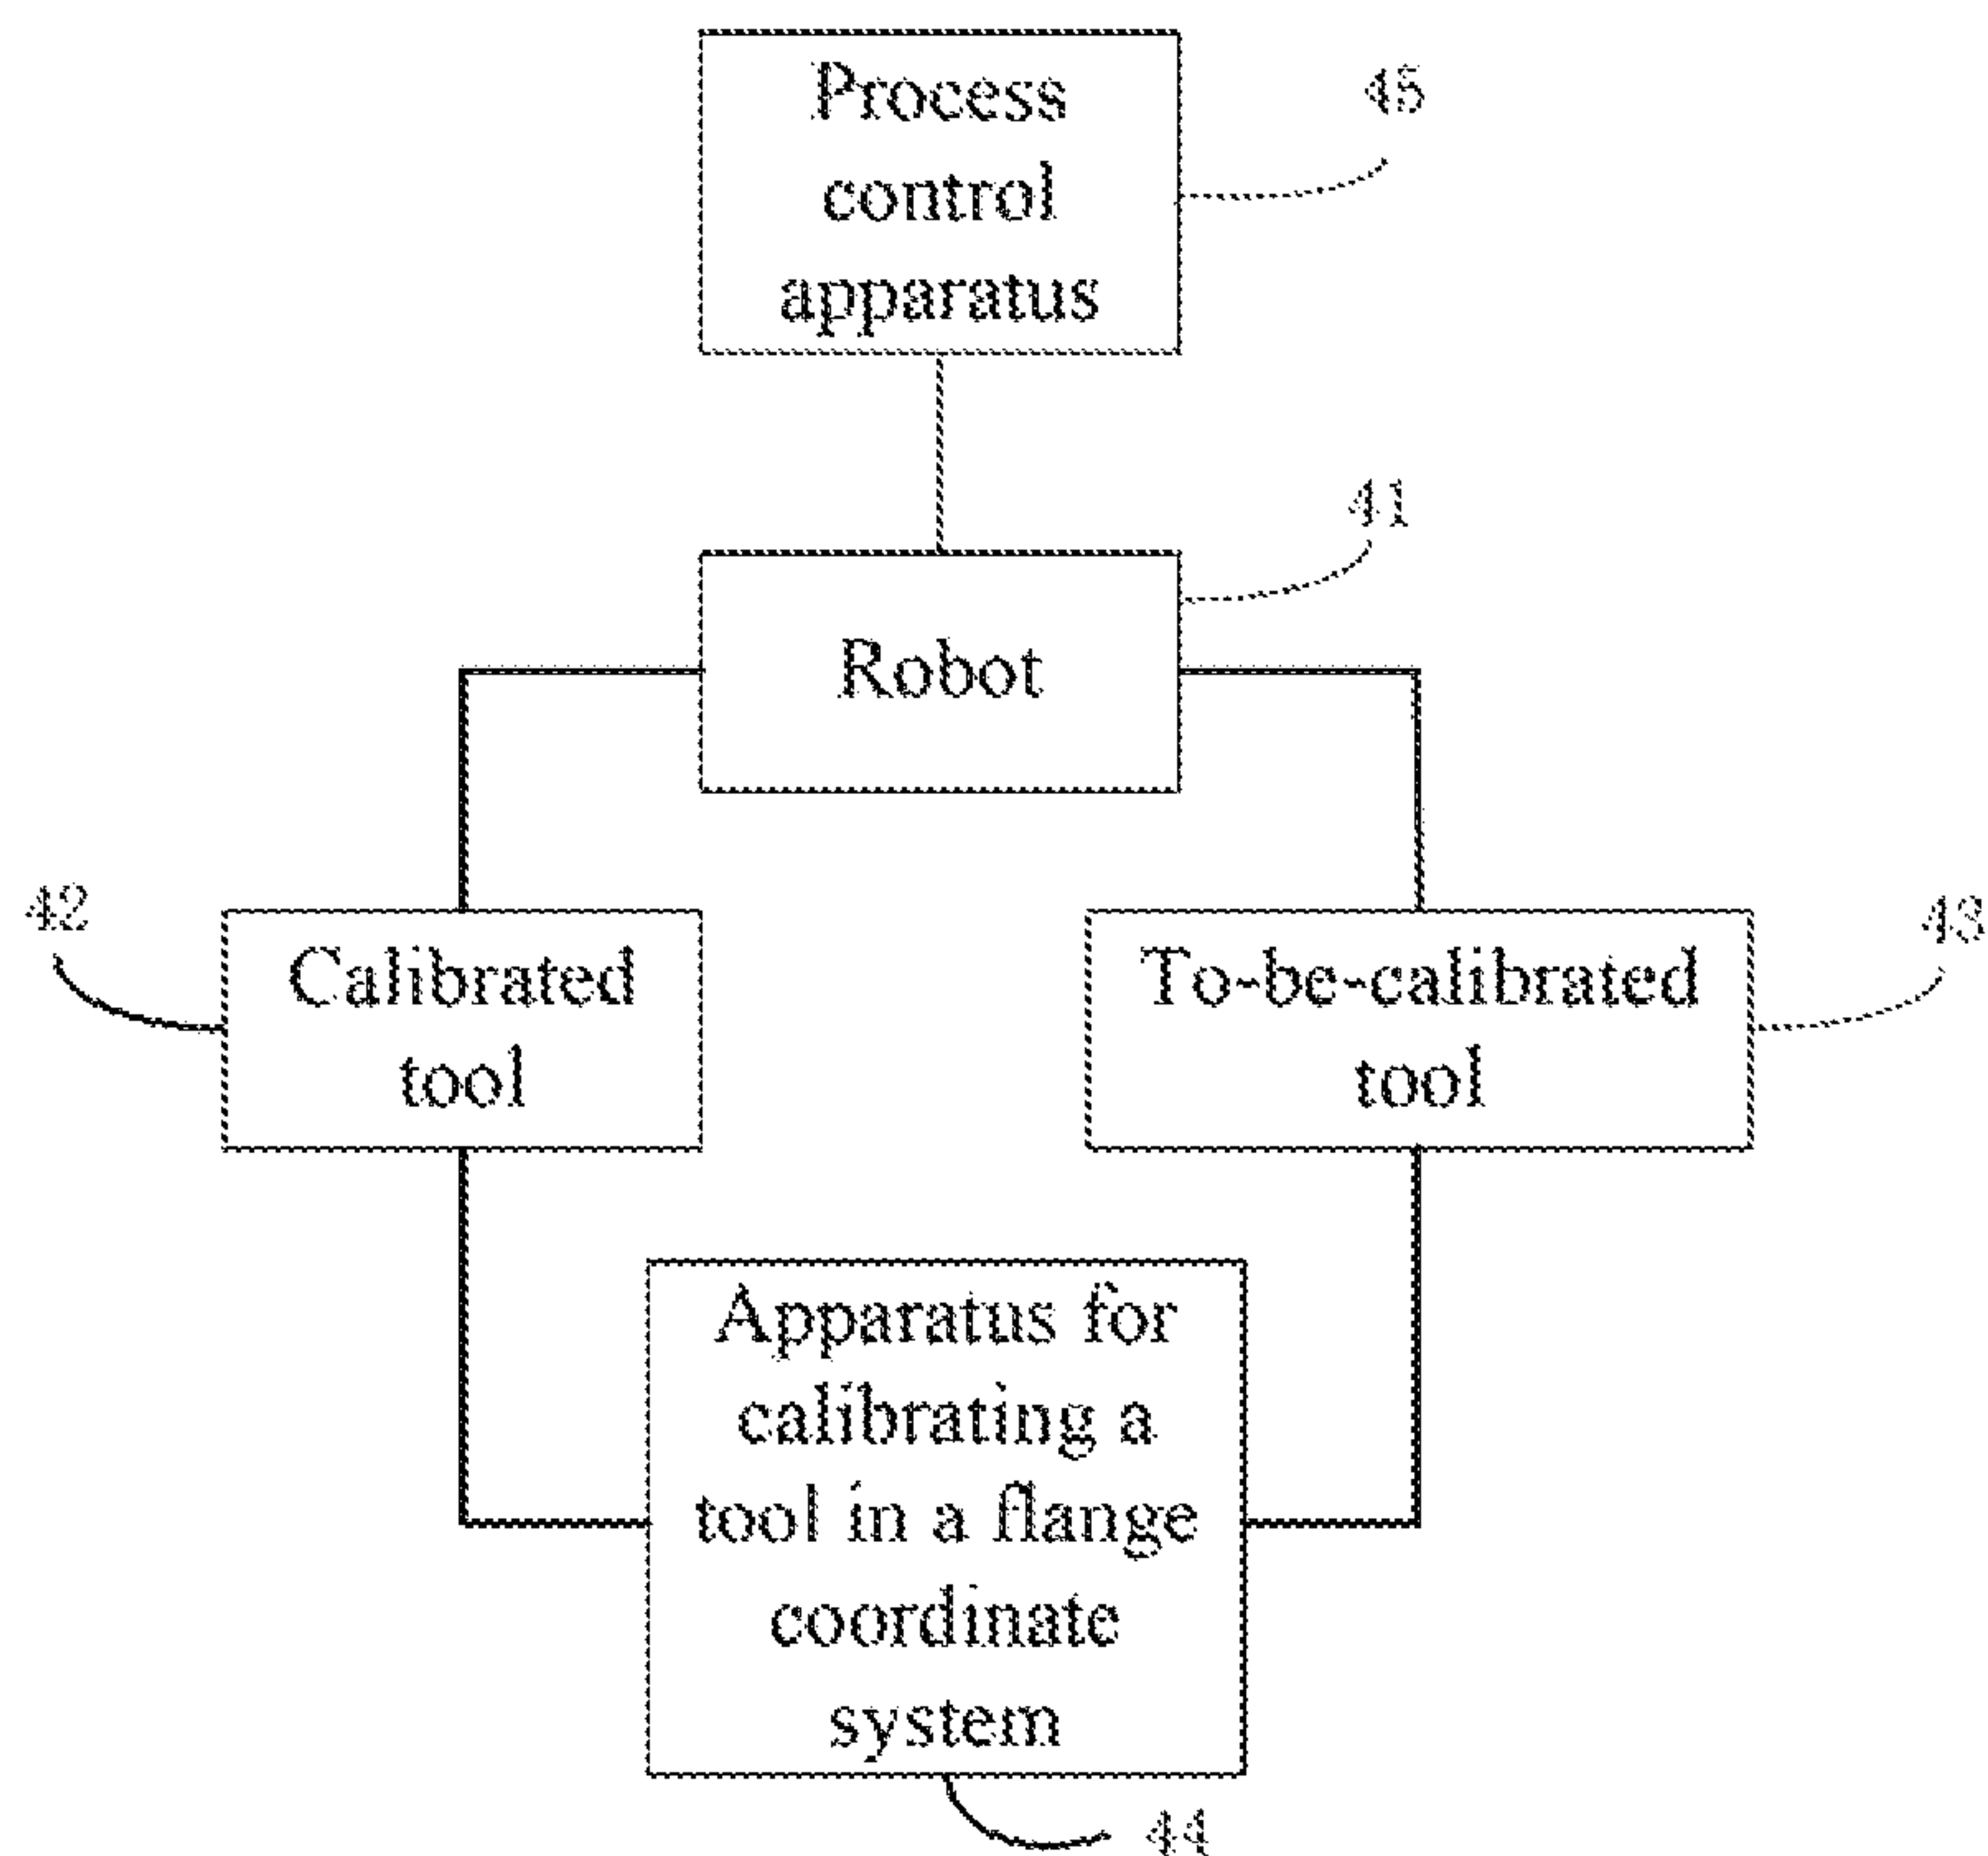 Process
control
apparatus
45
41
Robot
42
Calibrated
tool
To-be-calibrated
tool
43
Apparatus for
calibrating a
tool in a flange
coordinate
system
44